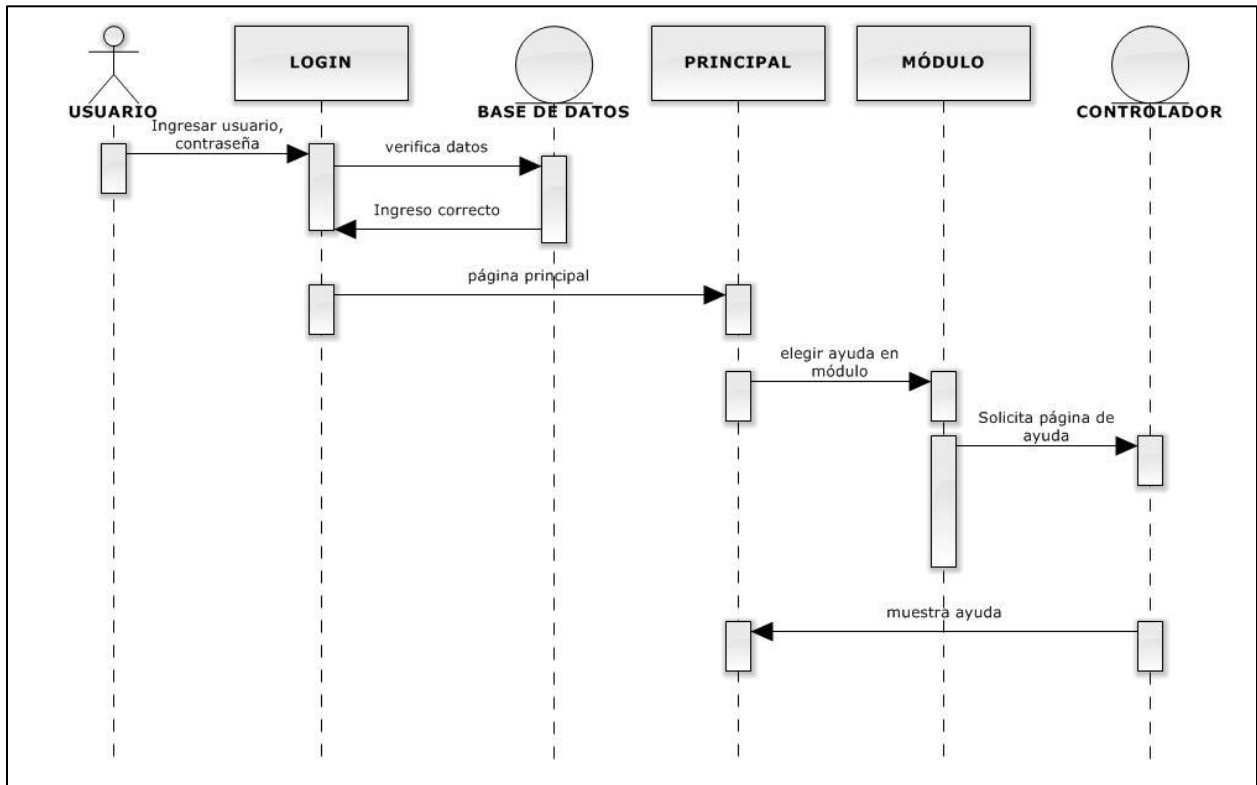 LOGIN
PRINCIPAL
MÓDULO
USUARIO
BASE DE DATOS
CONTROLADOR
Ingresar usuario,
contraseña
verifica datos
Ingreso correcto
página principal
elegir ayuda en
módulo
Solicita página de
ayuda
muestra ayuda